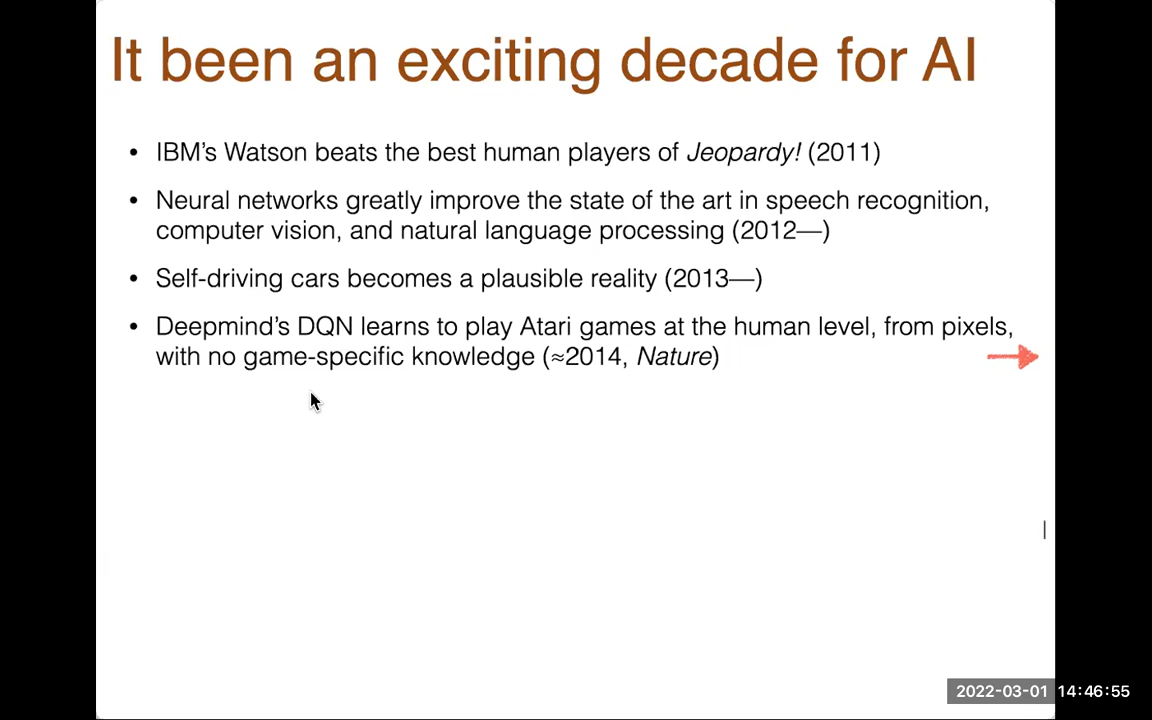 It been an exciting decade for AI
• IBM’s Watson beats the best human players of Jeopardy! (2011)
• Neural networks greatly improve the state of the art in speech recognition,
computer vision, and natural language processing (2012—)
• Self-driving cars becomes a plausible reality (2013—)
• Deepmind’s DQN learns to play Atari games at the human level, from pixels,
with no game-specific knowledge (≈2014, Nature)
2022-03-01 14:46:55